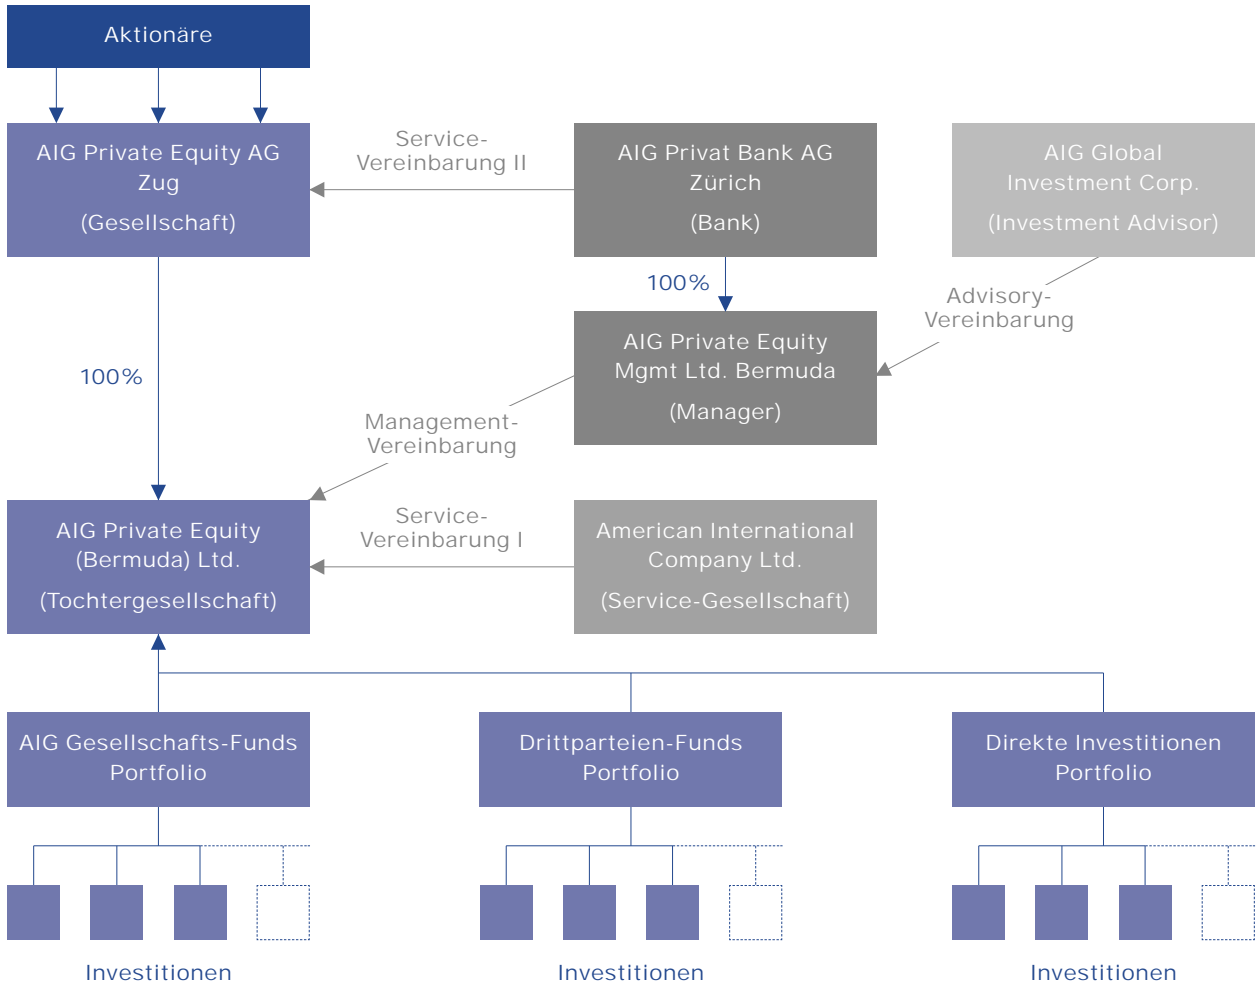 Aktionäre
AIG Private Equity AG
Zug
(Gesellschaft)
Service-
Vereinbarung II
AIG Privat Bank AG
Zürich
(Bank)
AIG Global
Investment Corp.
(Investment Advisor)
100%
Advisory-
Vereinbarung
AIG Private Equity
Mgmt Ltd. Bermuda
(Manager)
100%
Management-
Vereinbarung
AIG Private Equity
(Bermuda) Ltd.
(Tochtergesellschaft)
Service-
Vereinbarung I
American International
Company Ltd.
(Service-Gesellschaft)
AIG Gesellschafts-Funds
Portfolio
Drittparteien-Funds
Portfolio
Direkte Investitionen
Portfolio
Investitionen
Investitionen
Investitionen